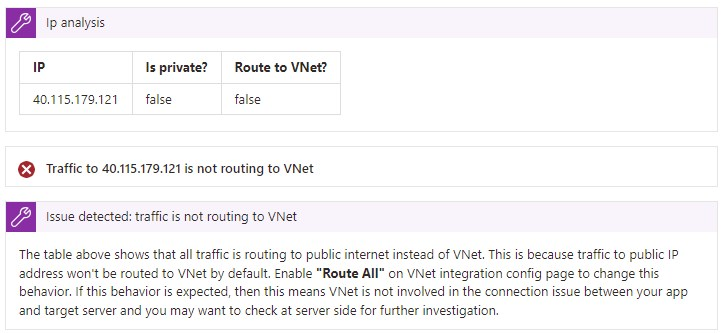 Ip analysis
IP Is private? Route to VNet?
40.115.179.121 false false
Traffic to 40.115.179.121 is not routing to VNet
Issue detected: traffic is not routing to VNet
The table above shows that all traffic is routing to public internet instead of VNet. This is because traffic to public IP
address won't be routed to VNet by default. Enable "Route All" on VNet integration config page to change this
behavior. If this behavior is expected, then this means VNet is not involved in the connection issue between your app
and target server and you may want to check at server side for further investigation.